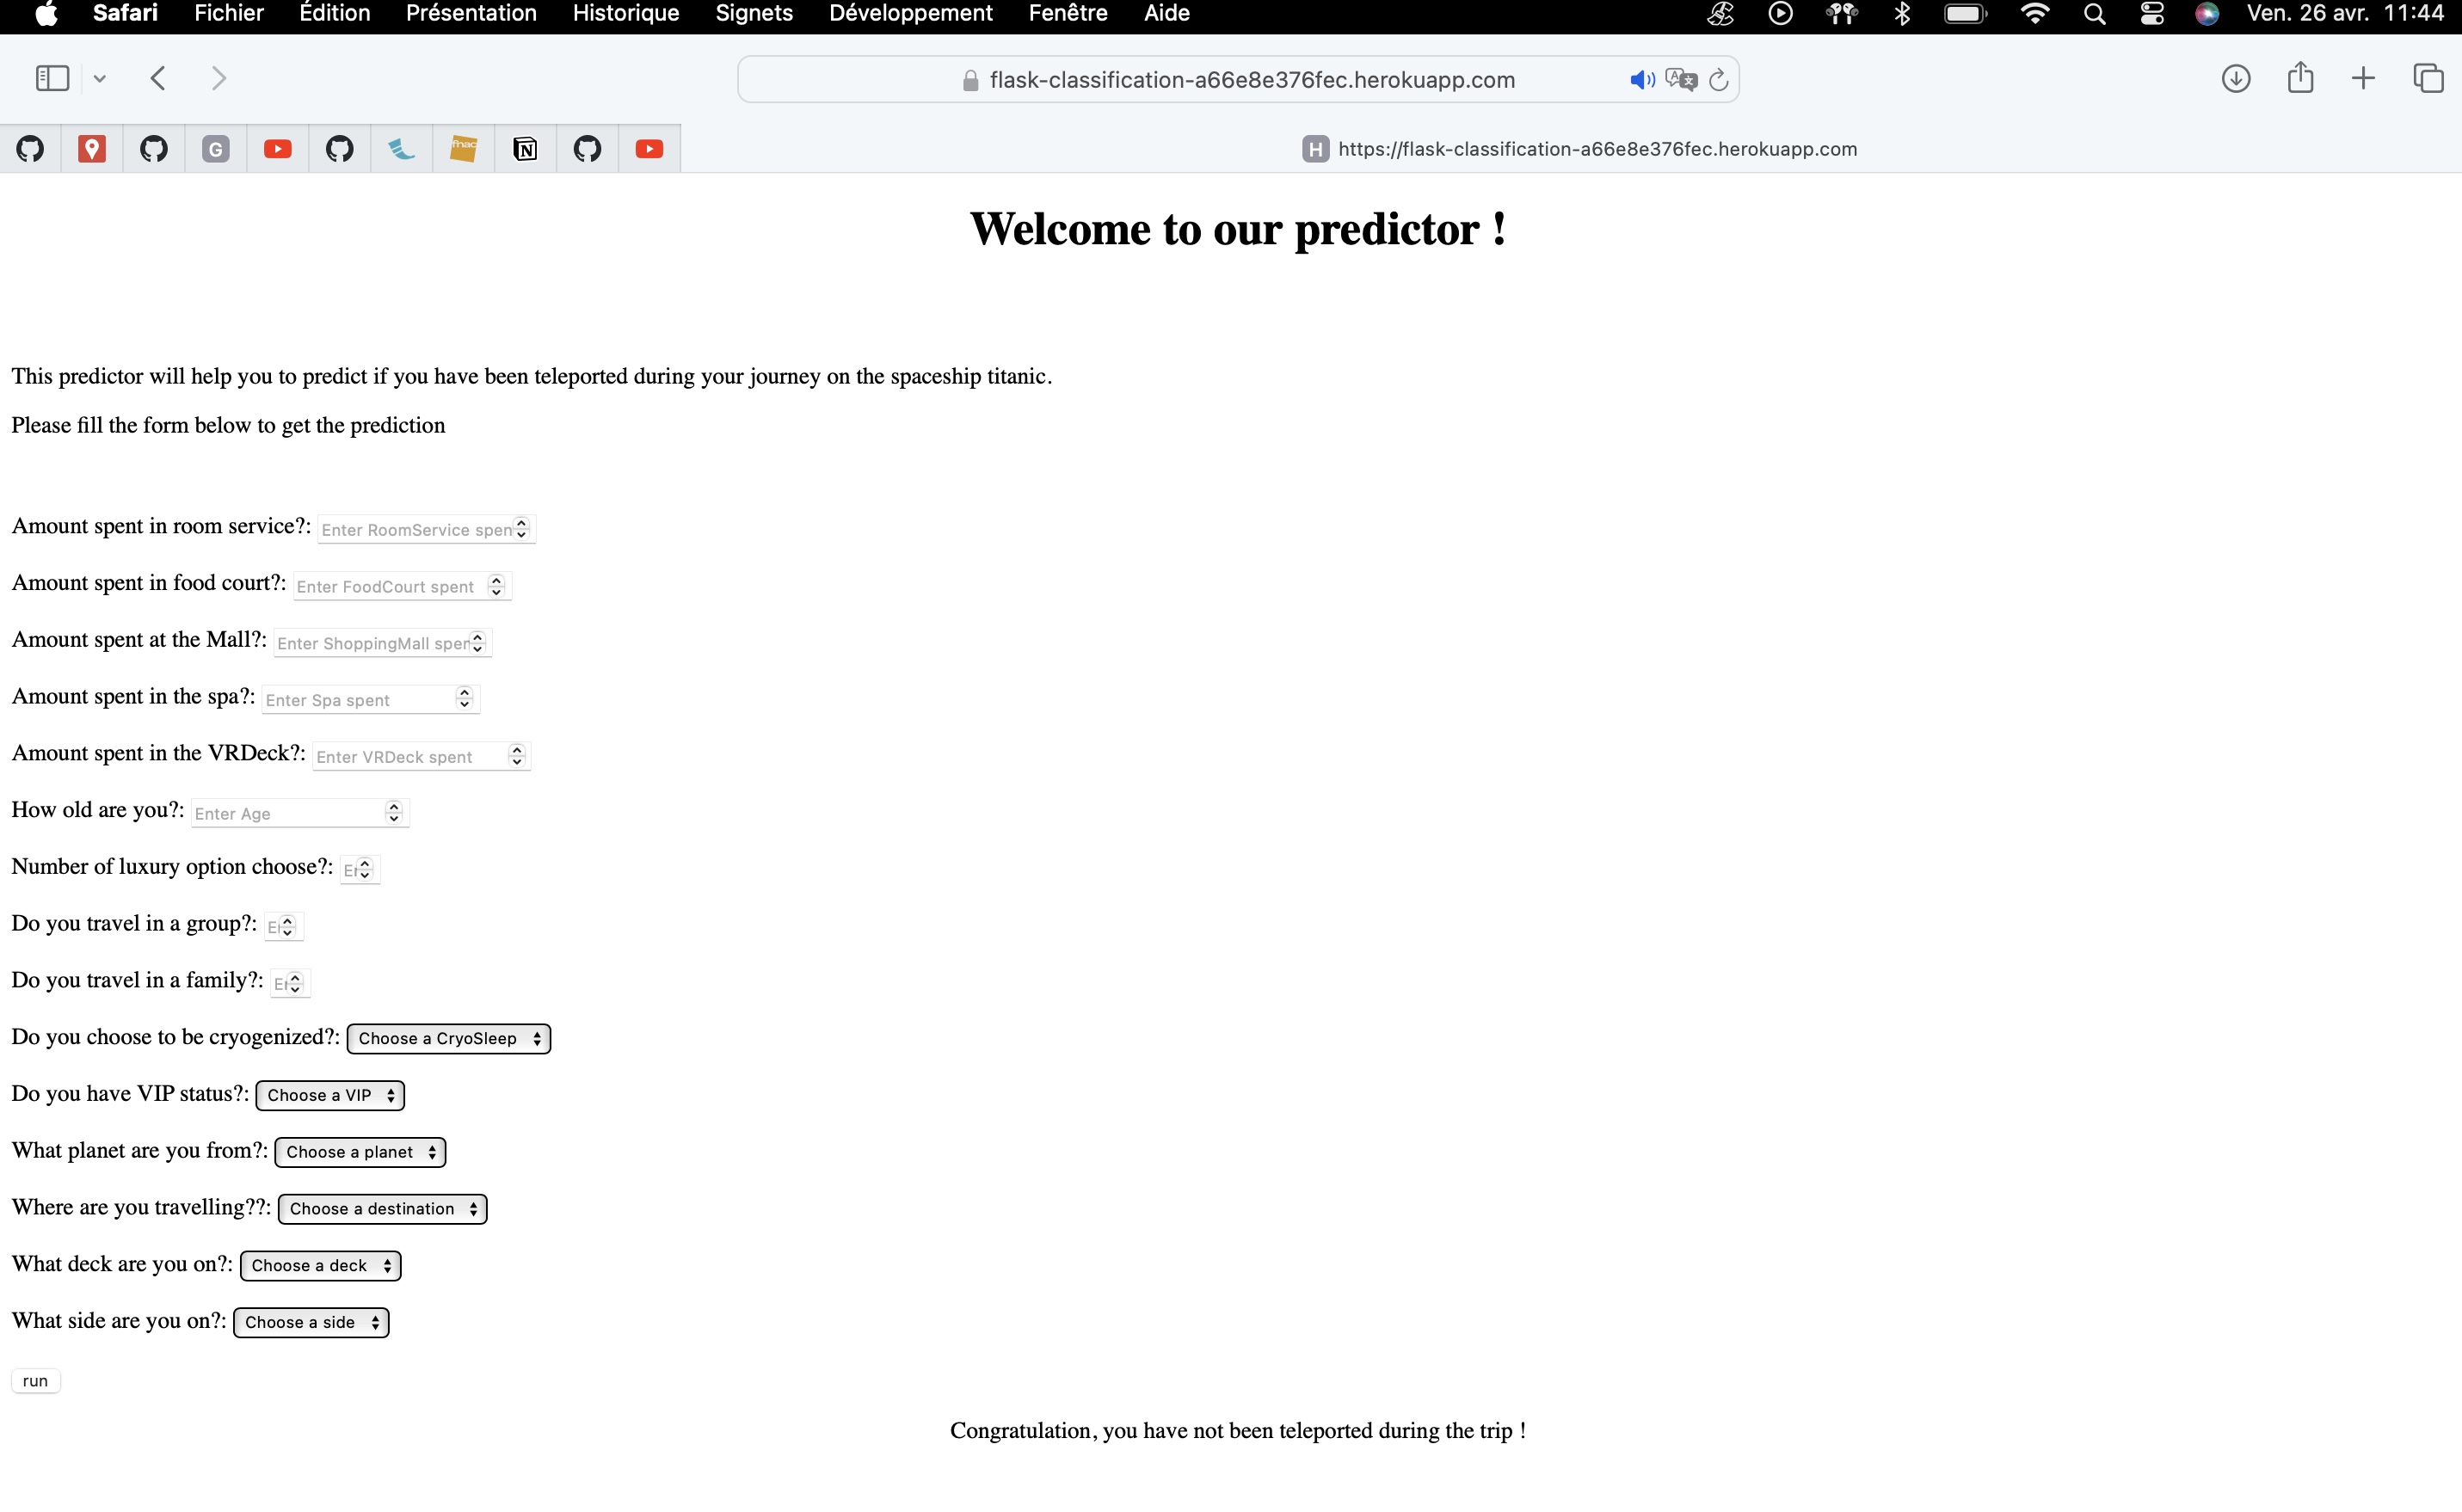 Safari Fichier Édition Présentation Historique Signets Développement Fenêtre Aide Ven. 26 avr. 11:44
flask-classification-a66e8e376fec.herokuapp.com
G fnac N H https://flask-classification-a66e8e376fec.herokuapp.com
Welcome to our predictor !
This predictor will help you to predict if you have been teleported during your journey on the spaceship titanic.
Please fill the form below to get the prediction
Amount spent in room service?: Enter RoomService spen
Amount spent in food court?: Enter FoodCourt spent
Amount spent at the Mall?: Enter ShoppingMall spen
Amount spent in the spa?: Enter Spa spent
Amount spent in the VRDeck?: Enter VRDeck spent
How old are you?: Enter Age
Number of luxury option choose?:
Do you travel in a group?:
Do you travel in a family?:
Do you choose to be cryogenized?: Choose a CryoSleep
Do you have VIP status?: Choose a VIP
What planet are you from?: Choose a planet
Where are you travelling??: Choose a destination
What deck are you on?: Choose a deck
What side are you on?: Choose a side
run
Congratulation, you have not been teleported during the trip !